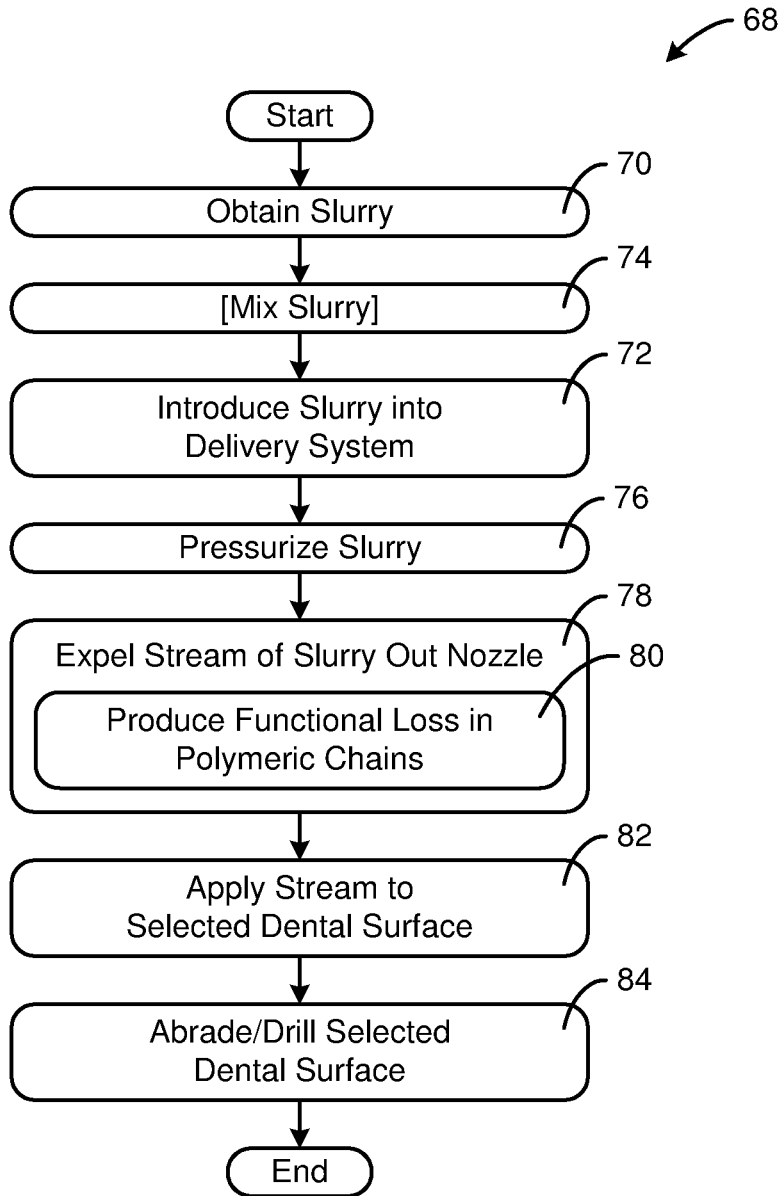 68
Start
70
Obtain Slurry
74
[Mix Slurry]
72
Introduce Slurry into
Delivery System
76
Pressurize Slurry
78
Expel Stream of Slurry Out Nozzle
80
Produce Functional Loss in
Polymeric Chains
82
Apply Stream to
Selected Dental Surface
84
Abrade/Drill Selected
Dental Surface
End